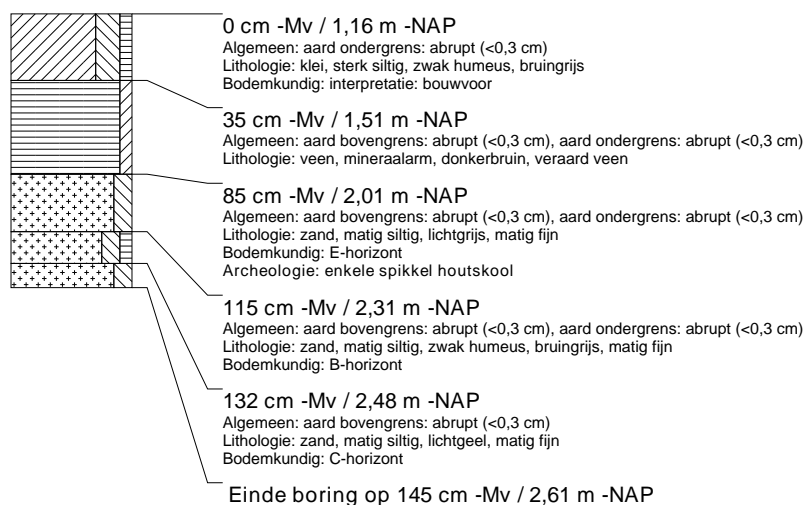 0 cm -Mv / 1,16 m -NAP
Algemeen: aard ondergrens: abrupt (<0,3 cm)
Lithologie: klei, sterk siltig, zwak humeus, bruingrijs
Bodemkundig: interpretatie: bouwvoor
35 cm -Mv / 1,51 m -NAP
Algemeen: aard bovengrens: abrupt (<0,3 cm), aard ondergrens: abrupt (<0,3 cm)
Lithologie: veen, mineraalarm, donkerbruin, veraard veen
85 cm -Mv / 2,01 m -NAP
Algemeen: aard bovengrens: abrupt (<0,3 cm), aard ondergrens: abrupt (<0,3 cm)
Lithologie: zand, matig siltig, lichtgrijs, matig fijn
Bodemkundig: E-horizont
Archeologie: enkele spikkel houtskool
115 cm -Mv / 2,31 m -NAP
Algemeen: aard bovengrens: abrupt (<0,3 cm), aard ondergrens: abrupt (<0,3 cm)
Lithologie: zand, matig siltig, zwak humeus, bruingrijs, matig fijn
Bodemkundig: B-horizont
132 cm -Mv / 2,48 m -NAP
Algemeen: aard bovengrens: abrupt (<0,3 cm)
Lithologie: zand, matig siltig, lichtgeel, matig fijn
Bodemkundig: C-horizont
Einde boring op 145 cm -Mv / 2,61 m -NAP